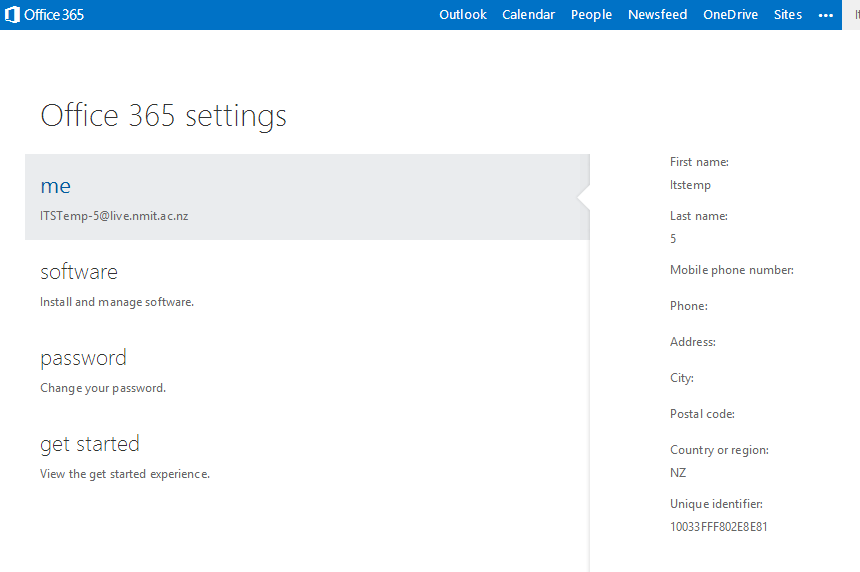 Office 365
Outlook Calendar People Newsfeed OneDrive Sites •••
Office 365 settings
me
ITSTemp-5@live.nmit.ac.nz
software
Install and manage software.
password
Change your password.
get started
View the get started experience.
First name:
Itstemp
Last name:
5
Mobile phone number:
Phone:
Address:
City:
Postal code:
Country or region:
NZ
Unique identifier:
10033FFF802E8E81